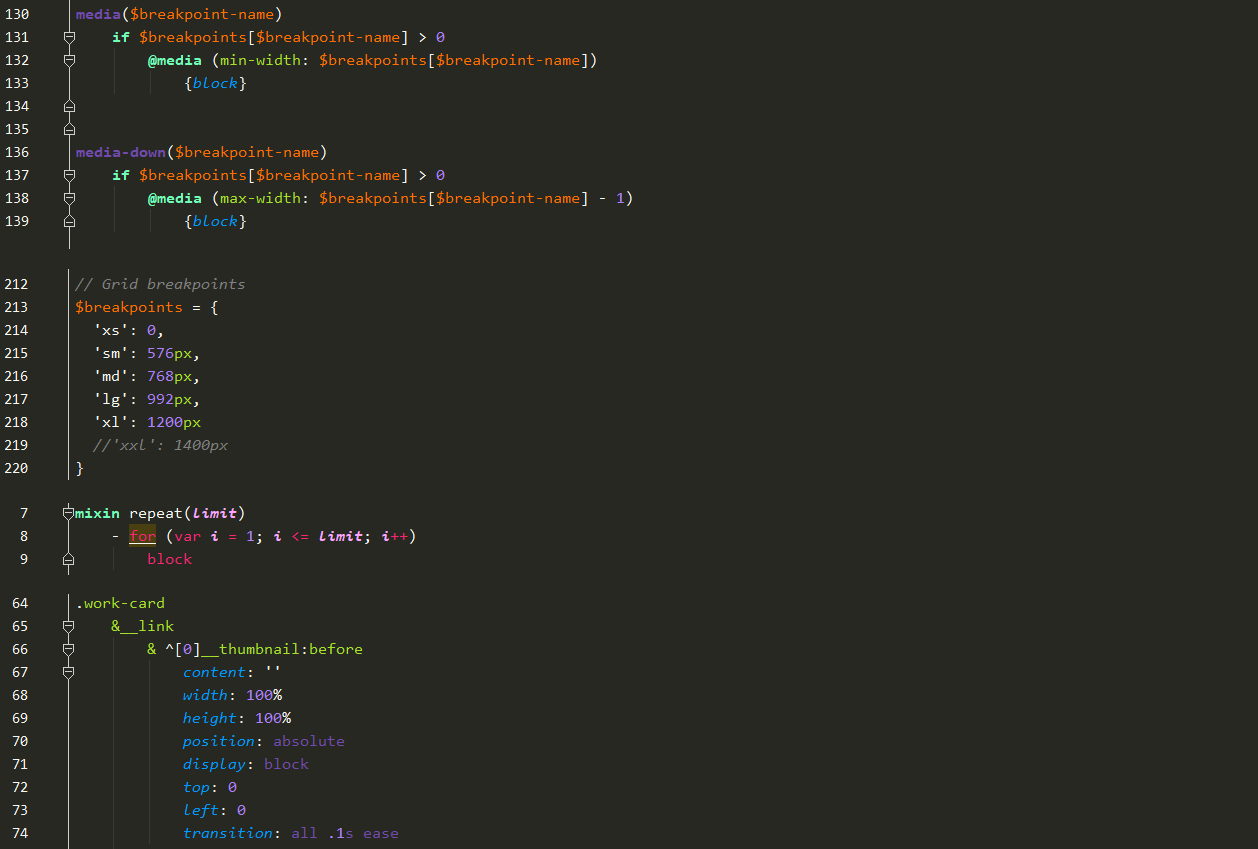 130 media($breakpoint-name)
131     if $breakpoints[$breakpoint-name] > 0
132         @media (min-width: $breakpoints[$breakpoint-name])
133             {block}
134
135
136 media-down($breakpoint-name)
137     if $breakpoints[$breakpoint-name] > 0
138         @media (max-width: $breakpoints[$breakpoint-name] - 1)
139             {block}
212 // Grid breakpoints
213 $breakpoints = {
214   'xs': 0,
215   'sm': 576px,
216   'md': 768px,
217   'lg': 992px,
218   'xl': 1200px
219   //'xxl': 1400px
220 }
7 mixin repeat(limit)
8     - for (var i = 1; i <= limit; i++)
9         block
64 .work-card
65     &__link
66         & ^[0]__thumbnail:before
67             content: ''
68             width: 100%
69             height: 100%
70             position: absolute
71             display: block
72             top: 0
73             left: 0
74             transition: all .1s ease